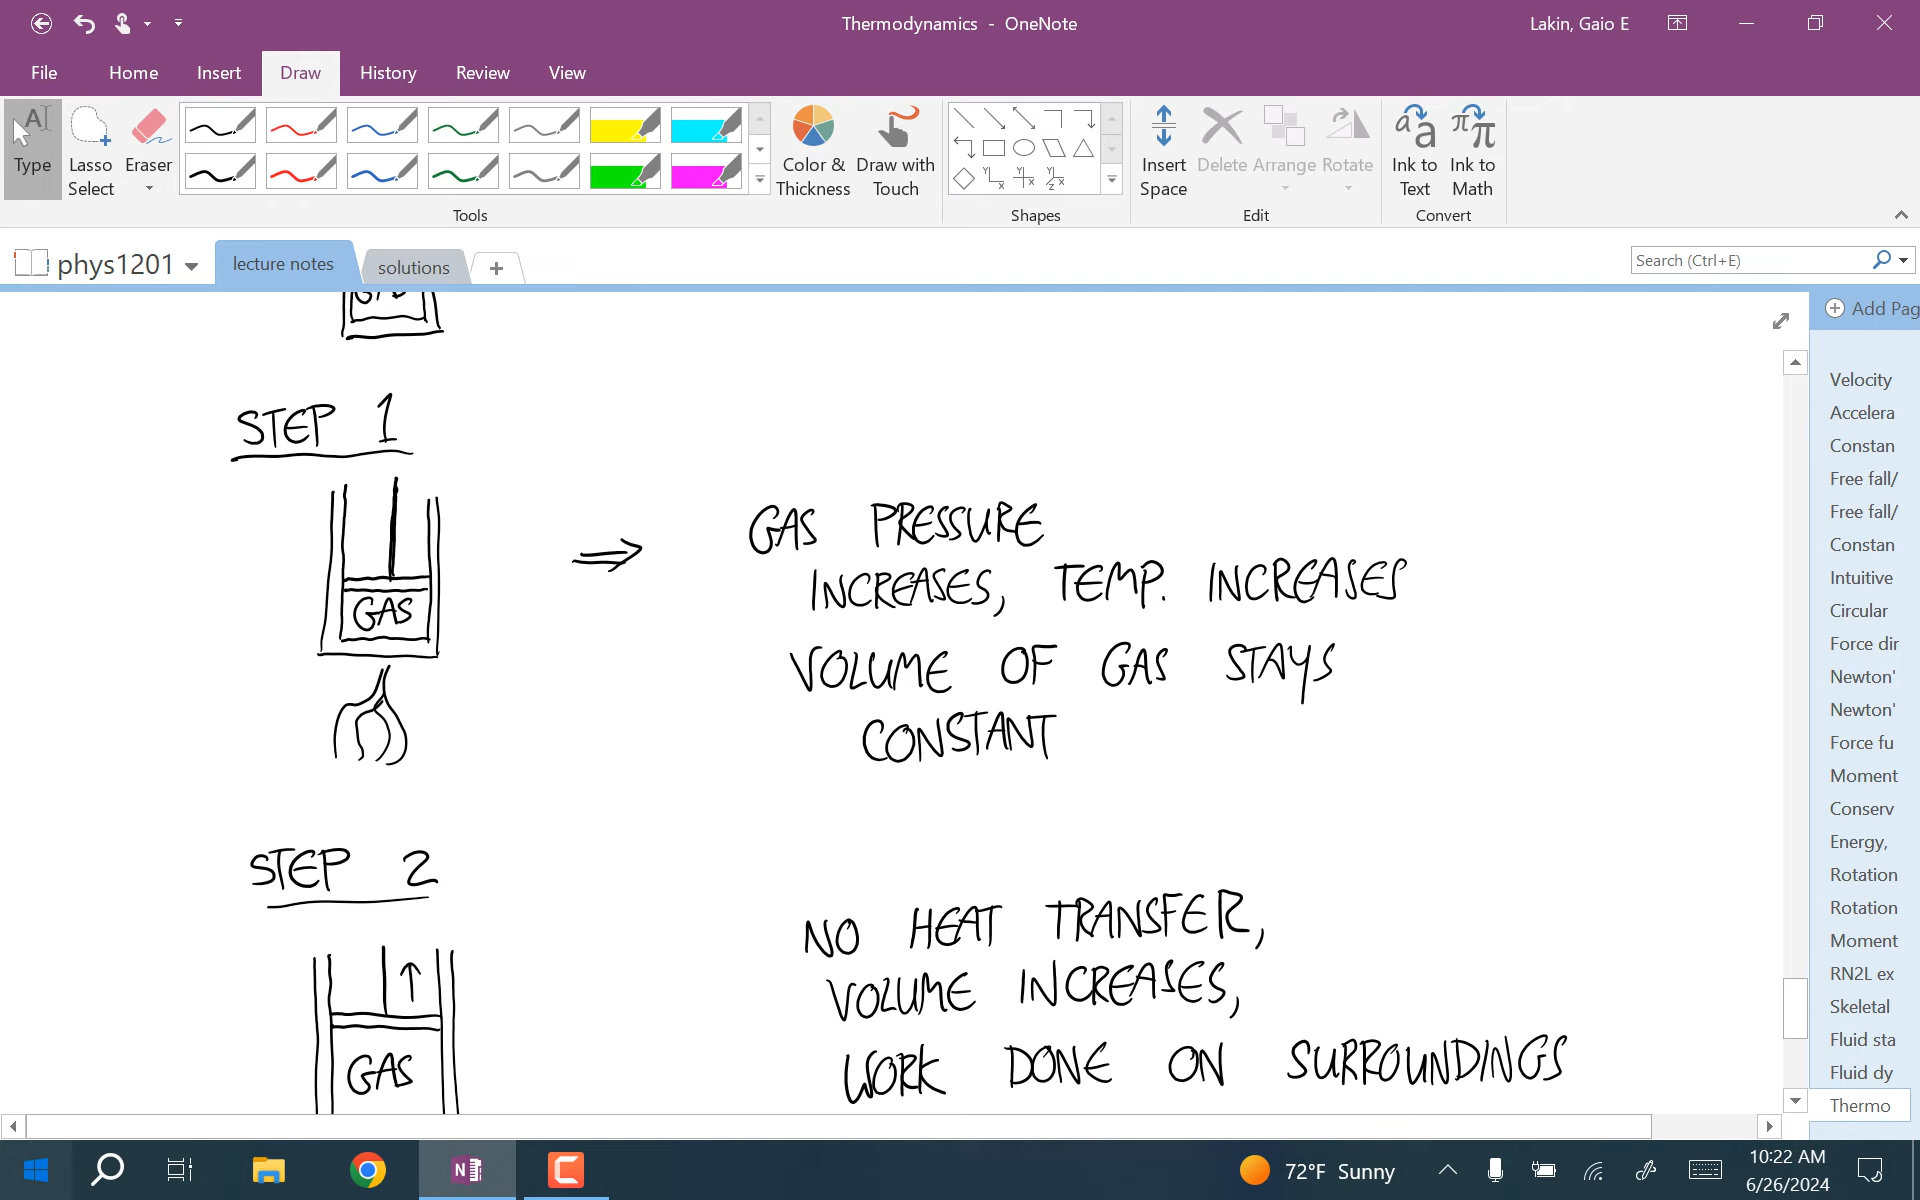 Thermodynamics - OneNote
Lakin, Gaio E
File Home Insert Draw History Review View
Type
Lasso Select
Eraser
Color & Thickness
Draw with Touch
Insert Space
Delete
Arrange
Rotate
Ink to Text
Ink to Math
Tools
Shapes
Edit
Convert
phys1201
lecture notes
solutions
Search (Ctrl+E)
Add Pag
STEP 1
GAS
GAS PRESSURE
INCREASES, TEMP. INCREASES
VOLUME OF GAS STAYS
CONSTANT
STEP 2
GAS
NO HEAT TRANSFER,
VOLUME INCREASES,
WORK DONE ON SURROUNDINGS
Velocity
Accelera
Constan
Free fall/
Free fall/
Constan
Intuitive
Circular
Force dir
Newton'
Newton'
Force fu
Moment
Conserv
Energy,
Rotation
Rotation
Moment
RN2L ex
Skeletal
Fluid sta
Fluid dy
Thermo
72°F Sunny
10:22 AM
6/26/2024